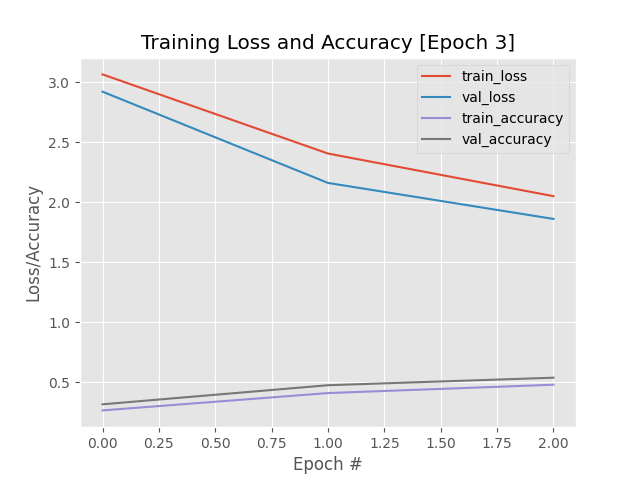 Training Loss and Accuracy [Epoch 3]
train_loss
val_loss
train_accuracy
val_accuracy
Loss/Accuracy
3.0
2.5
2.0
1.5
1.0
0.5
0.00 0.25 0.50 0.75 1.00 1.25 1.50 1.75 2.00
Epoch #